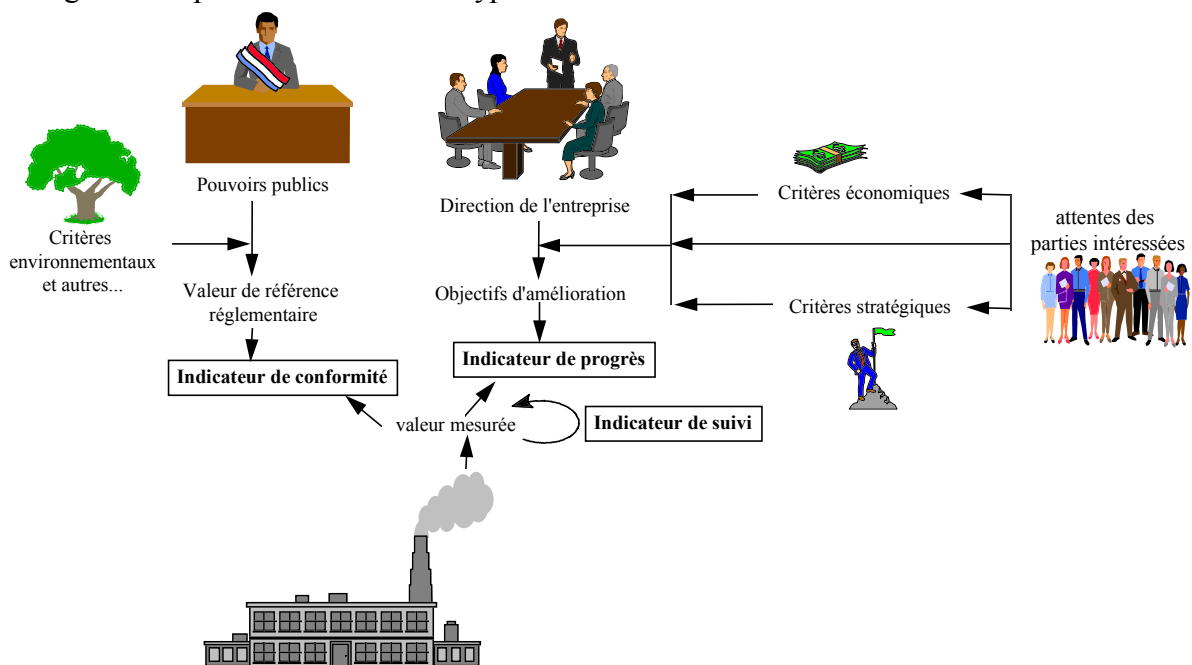 Pouvoirs publics
Direction de l'entreprise
Critères économiques
attentes des
parties intéressées
Critères
environnementaux
et autres...
Valeur de référence
réglementaire
Objectifs d'amélioration
Critères stratégiques
Indicateur de conformité
Indicateur de progrès
valeur mesurée
Indicateur de suivi